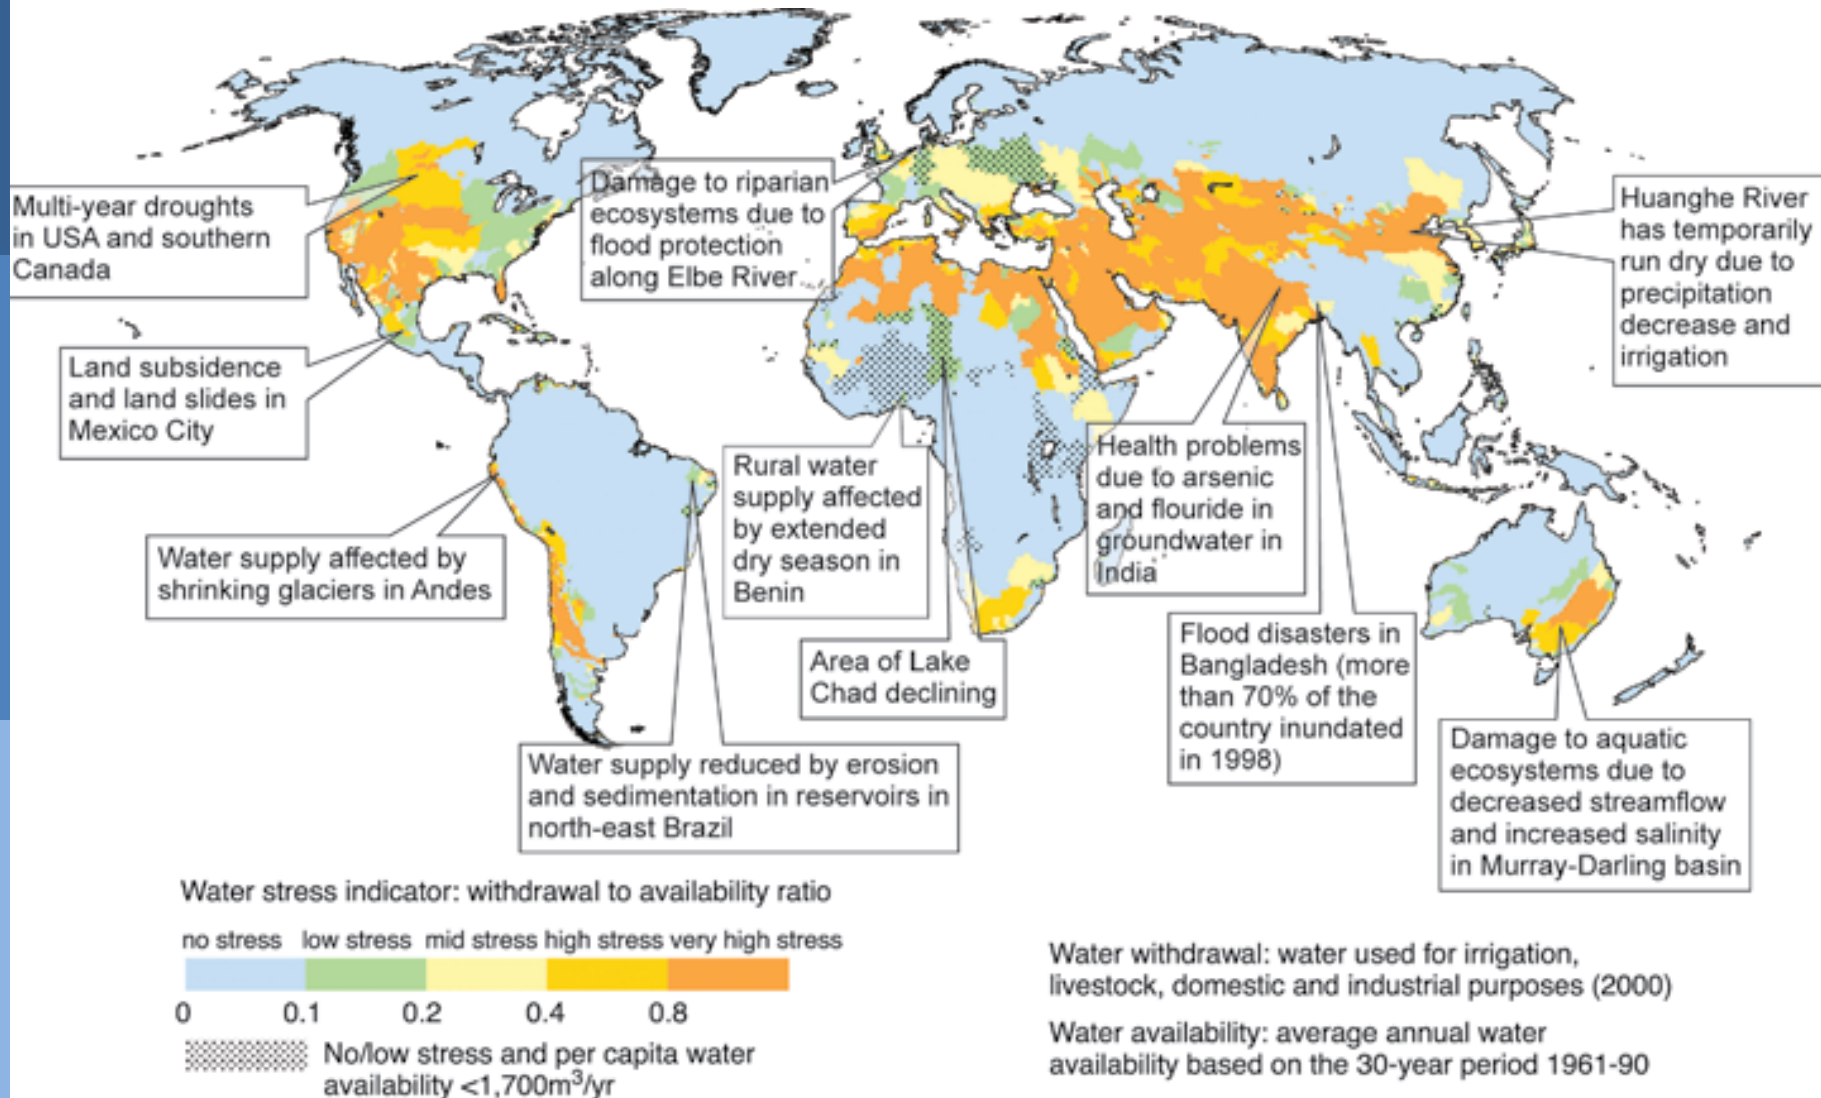 Multi-year droughts
in USA and southern
Canada
Damage to riparian
ecosystems due to
flood protection
along Elbe River
Huanghe River
has temporarily
run dry due to
precipitation
decrease and
irrigation
Land subsidence
and land slides in
Mexico City
Water supply affected by
shrinking glaciers in Andes
Rural water
supply affected
by extended
dry season in
Benin
Health problems
due to arsenic
and flouride in
groundwater in
India
Area of Lake
Chad declining
Flood disasters in
Bangladesh (more
than 70% of the
country inundated
in 1998)
Water supply reduced by erosion
and sedimentation in reservoirs in
north-east Brazil
Damage to aquatic
ecosystems due to
decreased streamflow
and increased salinity
in Murray-Darling basin
Water stress indicator: withdrawal to availability ratio
no stress low stress mid stress high stress very high stress
0 0.1 0.2 0.4 0.8
No/low stress and per capita water
availability <1,700m³/yr
Water withdrawal: water used for irrigation,
livestock, domestic and industrial purposes (2000)
Water availability: average annual water
availability based on the 30-year period 1961-90